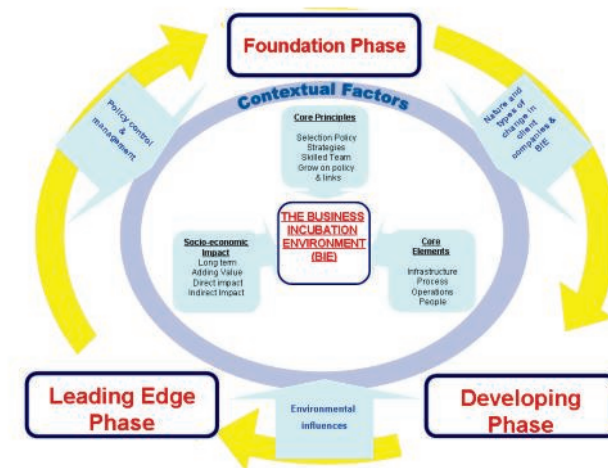 Foundation Phase
Contextual Factors
Policy control
&
management
Nature and
types of
change in
client
companies &
BIE
Core Principles
Selection Policy
Strategies
Skilled Team
Grow on policy
& links
THE BUSINESS
INCUBATION
ENVIRONMENT
(BIE)
Socio-economic
Impact
Long term
Adding Value
Direct impact
Indirect Impact
Core
Elements
Infrastructure
Process
Operations
People
Leading Edge
Phase
Environmental
influences
Developing
Phase